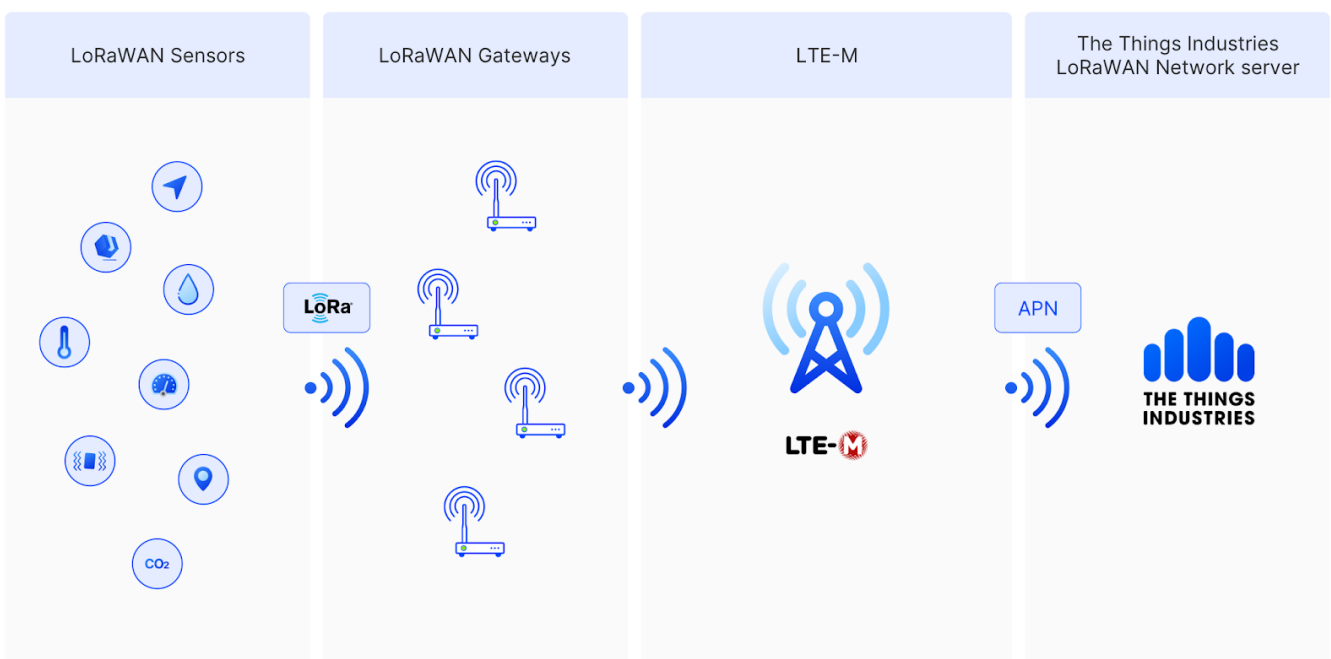 LoRaWAN Sensors
LoRaWAN Gateways
LTE-M
The Things Industries
LoRaWAN Network server
LoRa
APN
CO2
LTE-M
THE THINGS
INDUSTRIES